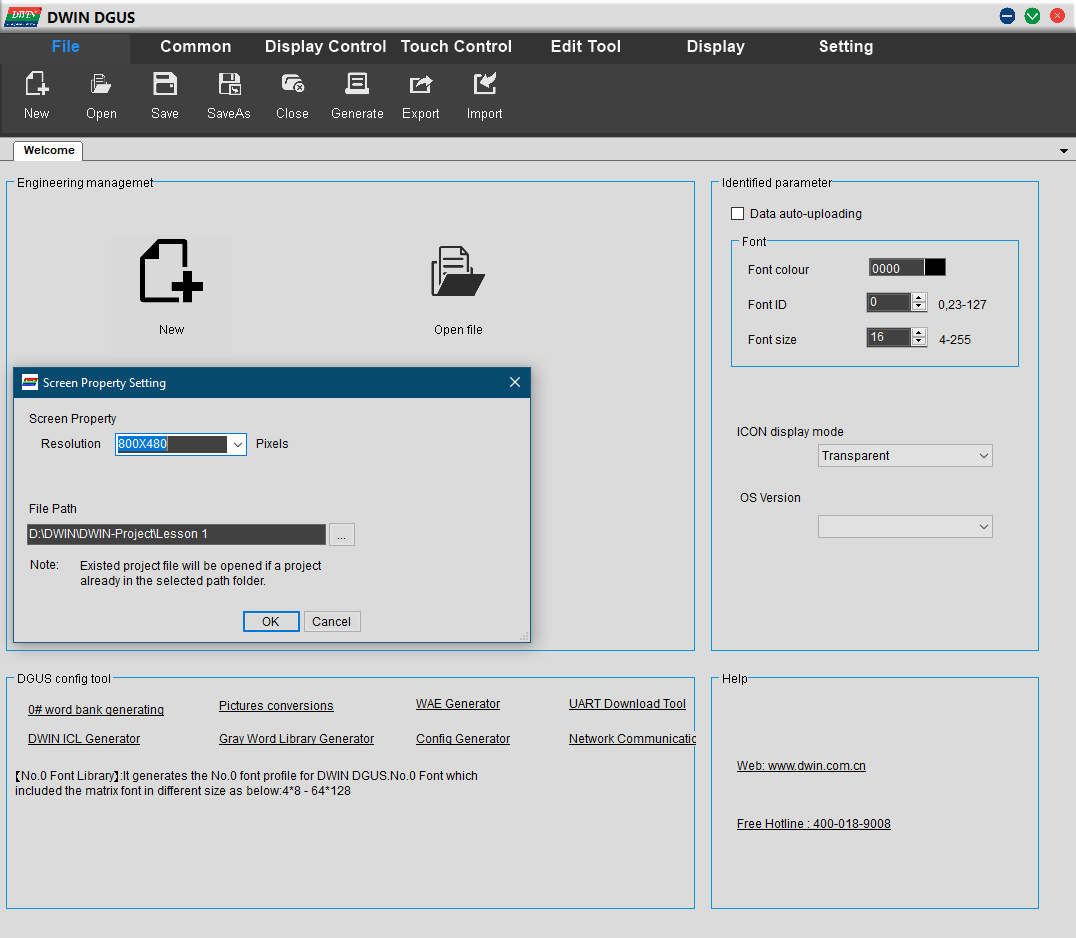 DWIN DWIN DGUS
File Common Display Control Touch Control Edit Tool Display Setting
New Open Save SaveAs Close Generate Export Import
Welcome
Engineering managemet
New Open file
Identified parameter
Data auto-uploading
Font
Font colour 0000
Font ID 0 0,23-127
Font size 16 4-255
ICON display mode
Transparent
OS Version
Screen Property Setting
Screen Property
Resolution 800X480 Pixels
File Path
D:\DWIN\DWIN-Project\Lesson 1 ...
Note: Existed project file will be opened if a project
already in the selected path folder.
OK Cancel
DGUS config tool
0# word bank generating Pictures conversions WAE Generator UART Download Tool
DWIN ICL Generator Gray Word Library Generator Config Generator Network Communicatio
【No.0 Font Library】:It generates the No.0 font profile for DWIN DGUS.No.0 Font which
included the matrix font in different size as below:4*8 - 64*128
Help
Web: www.dwin.com.cn
Free Hotline : 400-018-9008